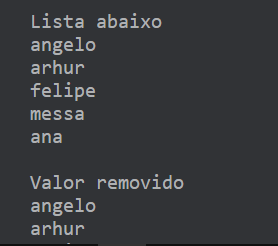 Lista abaixo
angelo
arhur
felipe
messa
ana
Valor removido
angelo
arhur